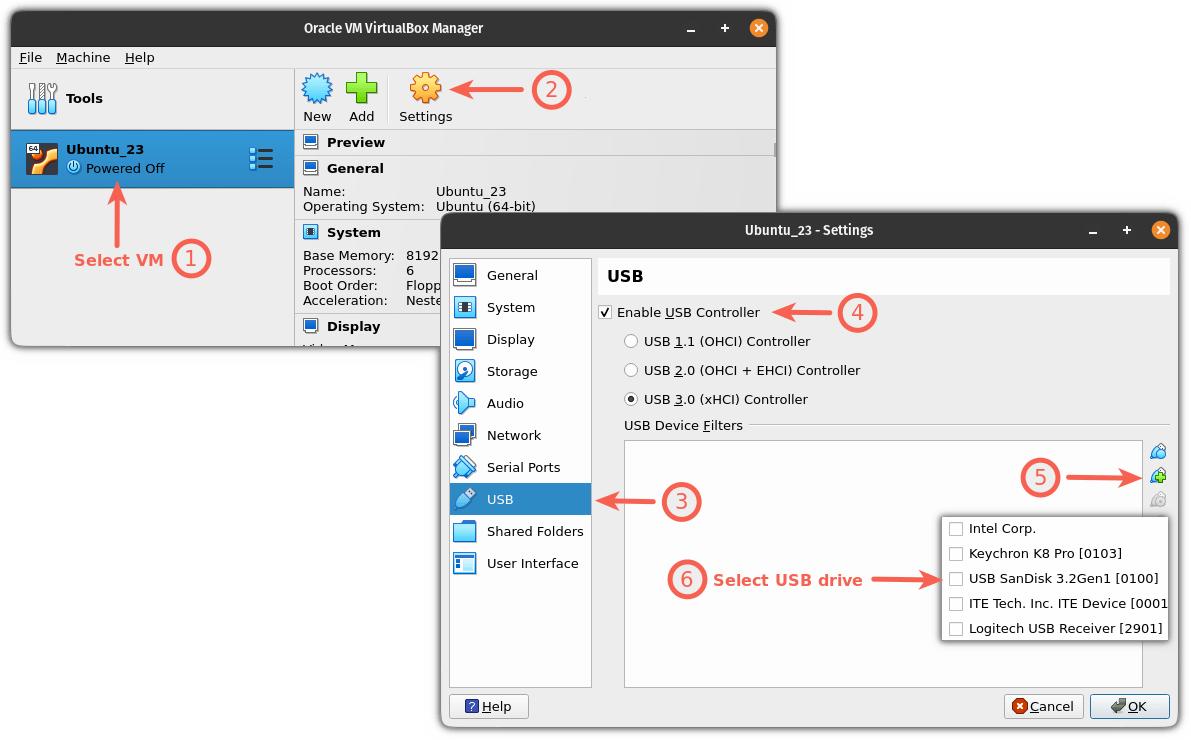 Oracle VM VirtualBox Manager
File Machine Help
Tools
New Add Settings
2
64
Ubuntu_23
Powered Off
Select VM 1
Preview
General
Name: Ubuntu_23
Operating System: Ubuntu (64-bit)
System
Base Memory: 8192
Processors: 6
Boot Order: Flopp
Acceleration: Neste
Display
Ubuntu_23 - Settings
General
System
Display
Storage
Audio
Network
Serial Ports
USB
Shared Folders
User Interface
3
USB
Enable USB Controller
4
USB 1.1 (OHCI) Controller
USB 2.0 (OHCI + EHCI) Controller
USB 3.0 (xHCI) Controller
USB Device Filters
5
6 Select USB drive
Intel Corp.
Keychron K8 Pro [0103]
USB SanDisk 3.2Gen1 [0100]
ITE Tech. Inc. ITE Device [0001
Logitech USB Receiver [2901]
? Help
Cancel
OK